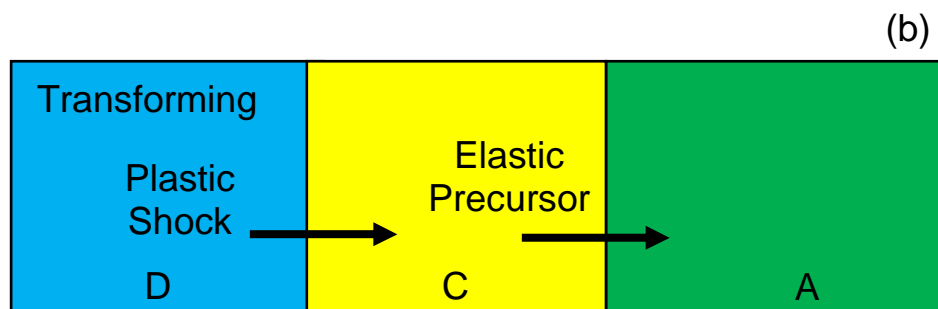 (b)
Transforming
Plastic
Shock
Elastic
Precursor
D
C
A